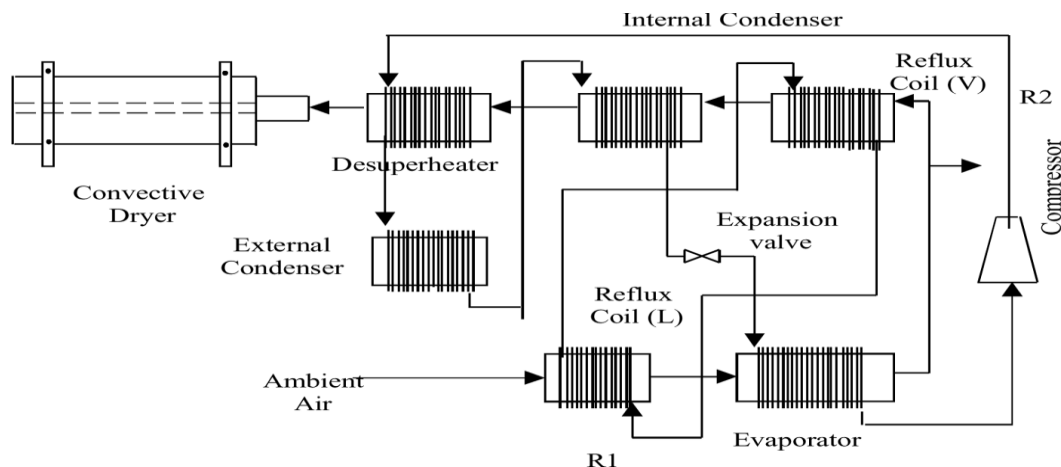 Internal Condenser
Reflux
Coil (V)
R2
Desuperheater
Convective
Dryer
Compressor
External
Condenser
Expansion
valve
Reflux
Coil (L)
Ambient
Air
Evaporator
R1